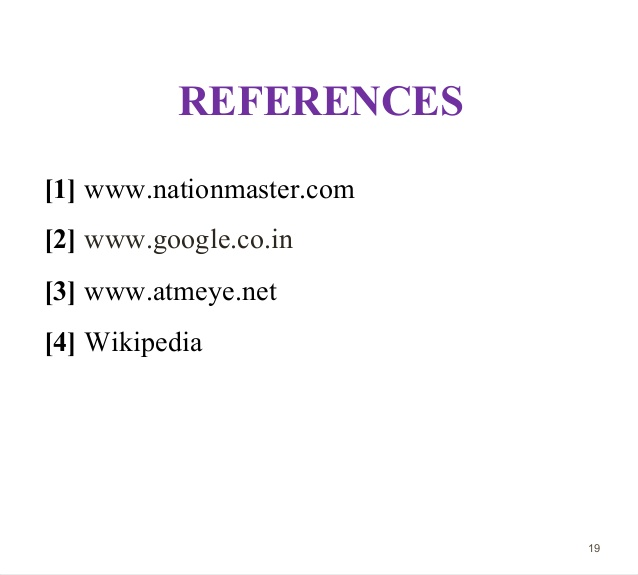 REFERENCES
[1] www.nationmaster.com
[2] www.google.co.in
[3] www.atmeye.net
[4] Wikipedia
19